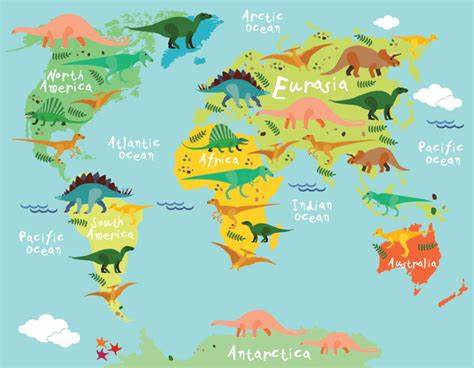 Arctic
Ocean
North
America
Eurasia
Atlantic
Ocean
Pacific
Ocean
Africa
Indian
Ocean
South
America
Pacific
Ocean
Australia
Antarctica